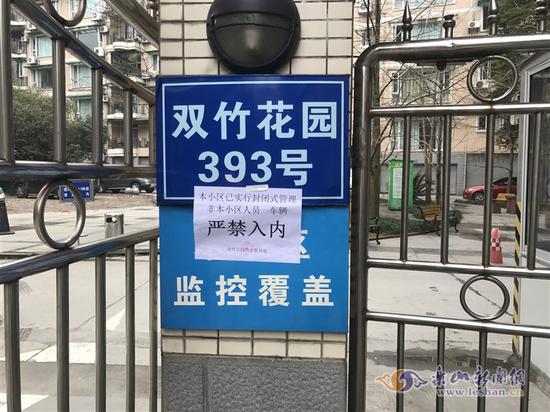 双竹花园
393号
本小区已实行封闭式管理
非本小区人员 车辆
严禁入内
区
监控覆盖
乐山新闻网
www.leshan.cn